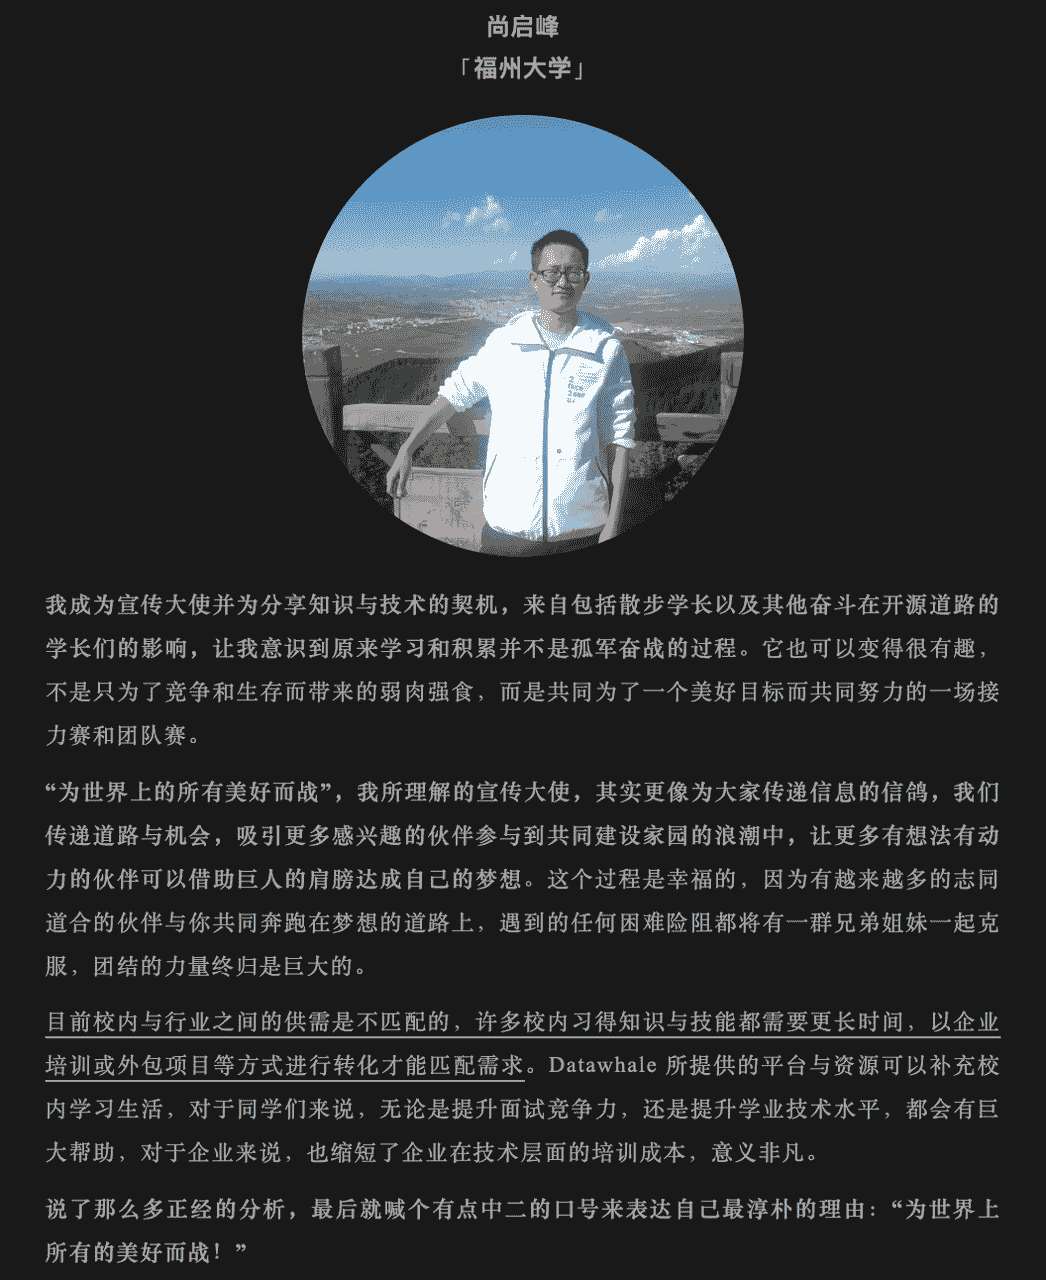 尚启峰
「福州大学」
我成为宣传大使并为分享知识与技术的契机，来自包括散步学长以及其他奋斗在开源道路的
学长们的影响，让我意识到原来学习和积累并不是孤军奋战的过程。它也可以变得很有趣，
不是只为了竞争和生存而带来的弱肉强食，而是共同为了一个美好目标而共同努力的一场接
力赛和团队赛。
“为世界上的所有美好而战”，我所理解的宣传大使，其实更像为大家传递信息的信鸽，我们
传递道路与机会，吸引更多感兴趣的伙伴参与到共同建设家园的浪潮中，让更多有想法有动
力的伙伴可以借助巨人的肩膀达成自己的梦想。这个过程是幸福的，因为有越来越多的志同
道合的伙伴与你共同奔跑在梦想的道路上，遇到的任何困难险阻都将有一群兄弟姐妹一起克
服，团结的力量终归是巨大的。
目前校内与行业之间的供需是不匹配的，许多校内习得知识与技能都需要更长时间，以企业
培训或外包项目等方式进行转化才能匹配需求。Datawhale 所提供的平台与资源可以补充校
内学习生活，对于同学们来说，无论是提升面试竞争力，还是提升学业技术水平，都会有巨
大帮助，对于企业来说，也缩短了企业在技术层面的培训成本，意义非凡。
说了那么多正经的分析，最后就喊个有点中二的口号来表达自己最淳朴的理由：“为世界上
所有的美好而战！”